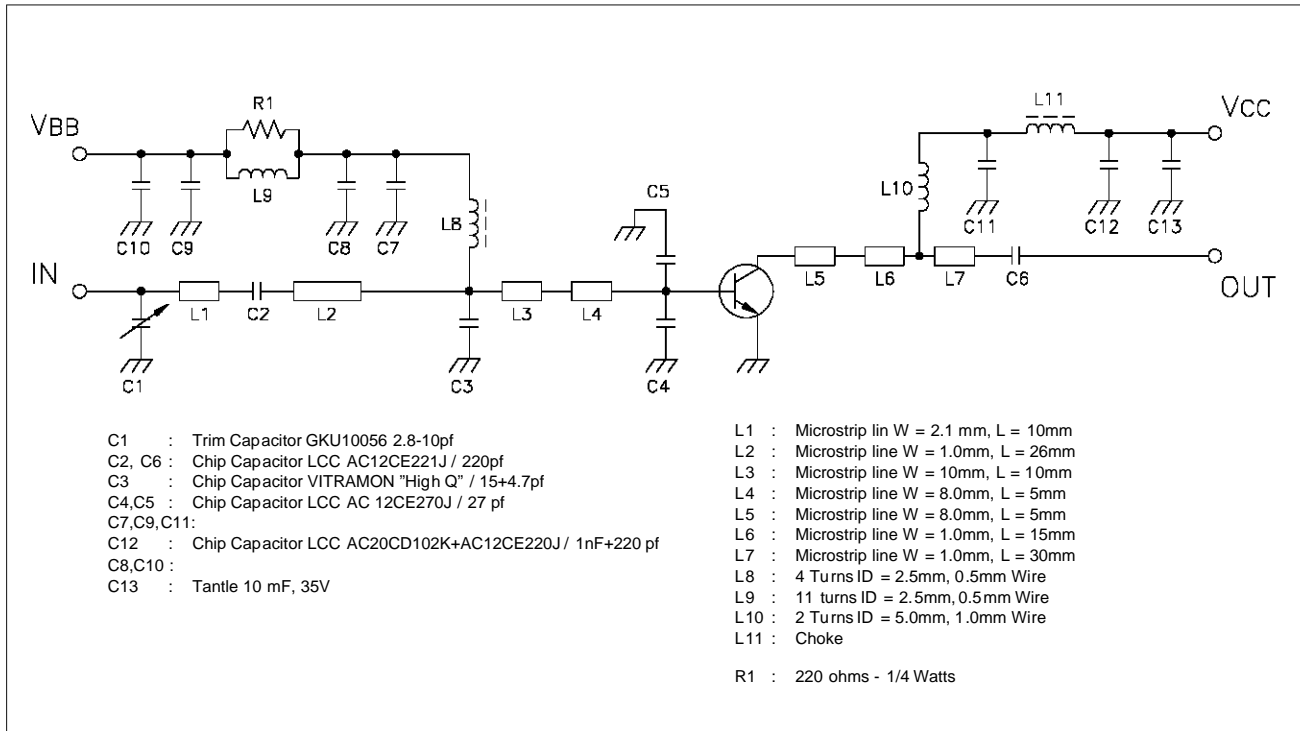 L11
R1
VBB
VCC
L9
L10
C5
L8
C10
C9
C8
C7
C11
C12
C13
IN
L5
L6
L7
C6
OUT
L1
C2
L2
L3
L4
C1
C3
C4
C1 : Trim Capacitor GKU10056 2.8-10pf
C2, C6 : Chip Capacitor LCC AC12CE221J / 220pf
C3 : Chip Capacitor VITRAMON "High Q" / 15+4.7pf
C4,C5 : Chip Capacitor LCC AC 12CE270J / 27 pf
C7,C9,C11:
C12 : Chip Capacitor LCC AC20CD102K+AC12CE220J / 1nF+220 pf
C8,C10 :
C13 : Tantle 10 mF, 35V
L1 : Microstrip lin W = 2.1 mm, L = 10mm
L2 : Microstrip line W = 1.0mm, L = 26mm
L3 : Microstrip line W = 10mm, L = 10mm
L4 : Microstrip line W = 8.0mm, L = 5mm
L5 : Microstrip line W = 8.0mm, L = 5mm
L6 : Microstrip line W = 1.0mm, L = 15mm
L7 : Microstrip line W = 1.0mm, L = 30mm
L8 : 4 Turns ID = 2.5mm, 0.5mm Wire
L9 : 11 turns ID = 2.5mm, 0.5mm Wire
L10 : 2 Turns ID = 5.0mm, 1.0mm Wire
L11 : Choke
R1 : 220 ohms - 1/4 Watts